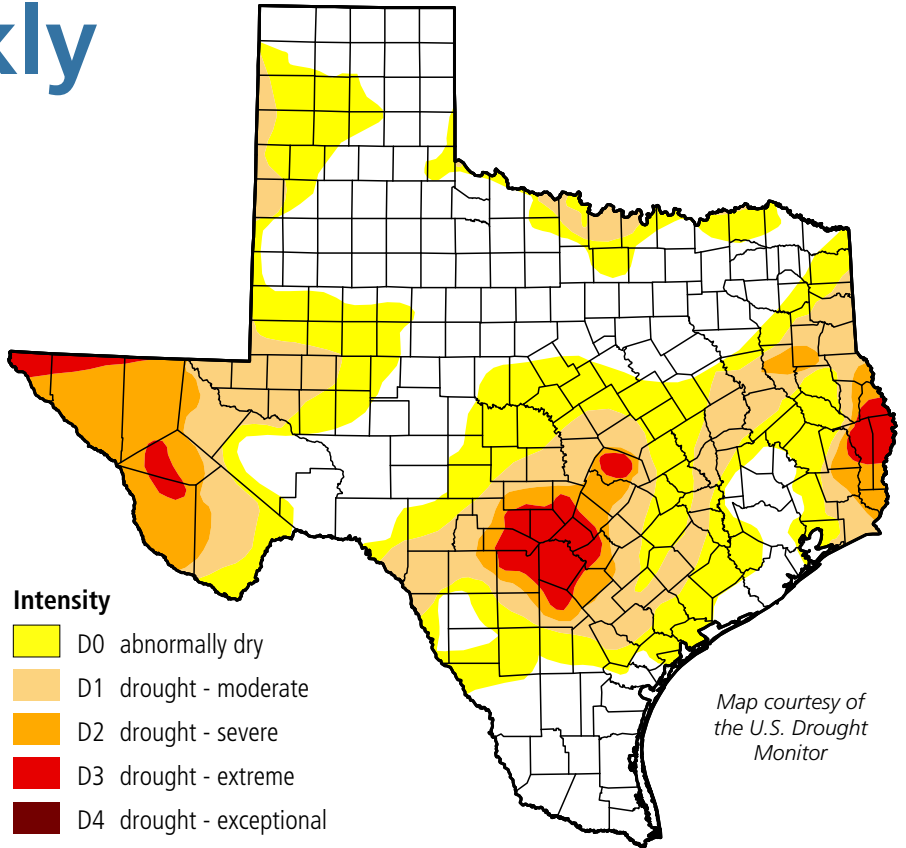 kly
Intensity
D0 abnormally dry
D1 drought - moderate
D2 drought - severe
D3 drought - extreme
D4 drought - exceptional
Map courtesy of
the U.S. Drought
Monitor